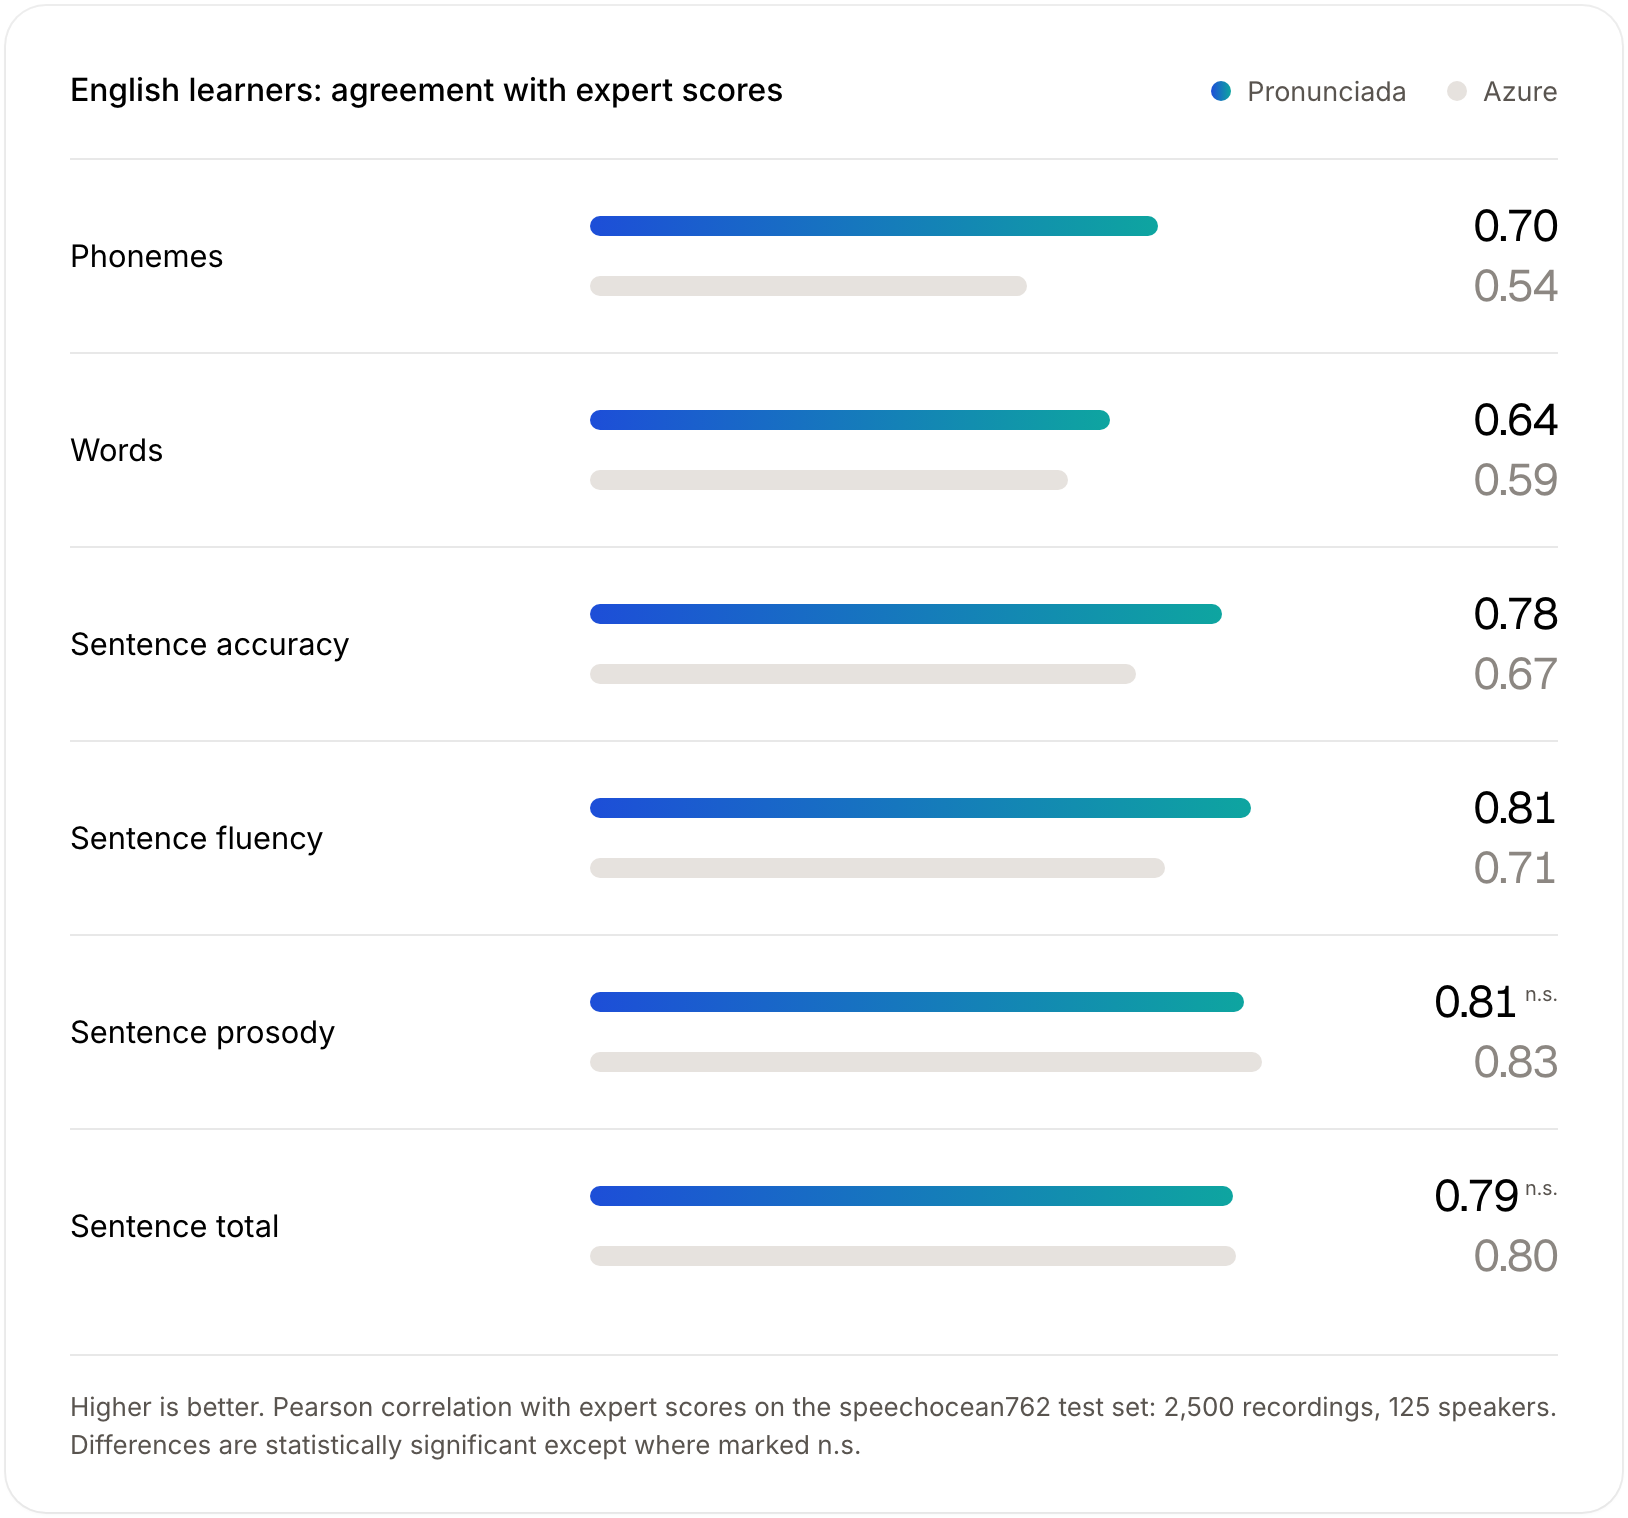 English learners: agreement with expert scores
Pronunciada
Azure
Phonemes
0.70
0.54
Words
0.64
0.59
Sentence accuracy
0.78
0.67
Sentence fluency
0.81
0.71
Sentence prosody
0.81 n.s.
0.83
Sentence total
0.79 n.s.
0.80
Higher is better. Pearson correlation with expert scores on the speechocean762 test set: 2,500 recordings, 125 speakers.
Differences are statistically significant except where marked n.s.